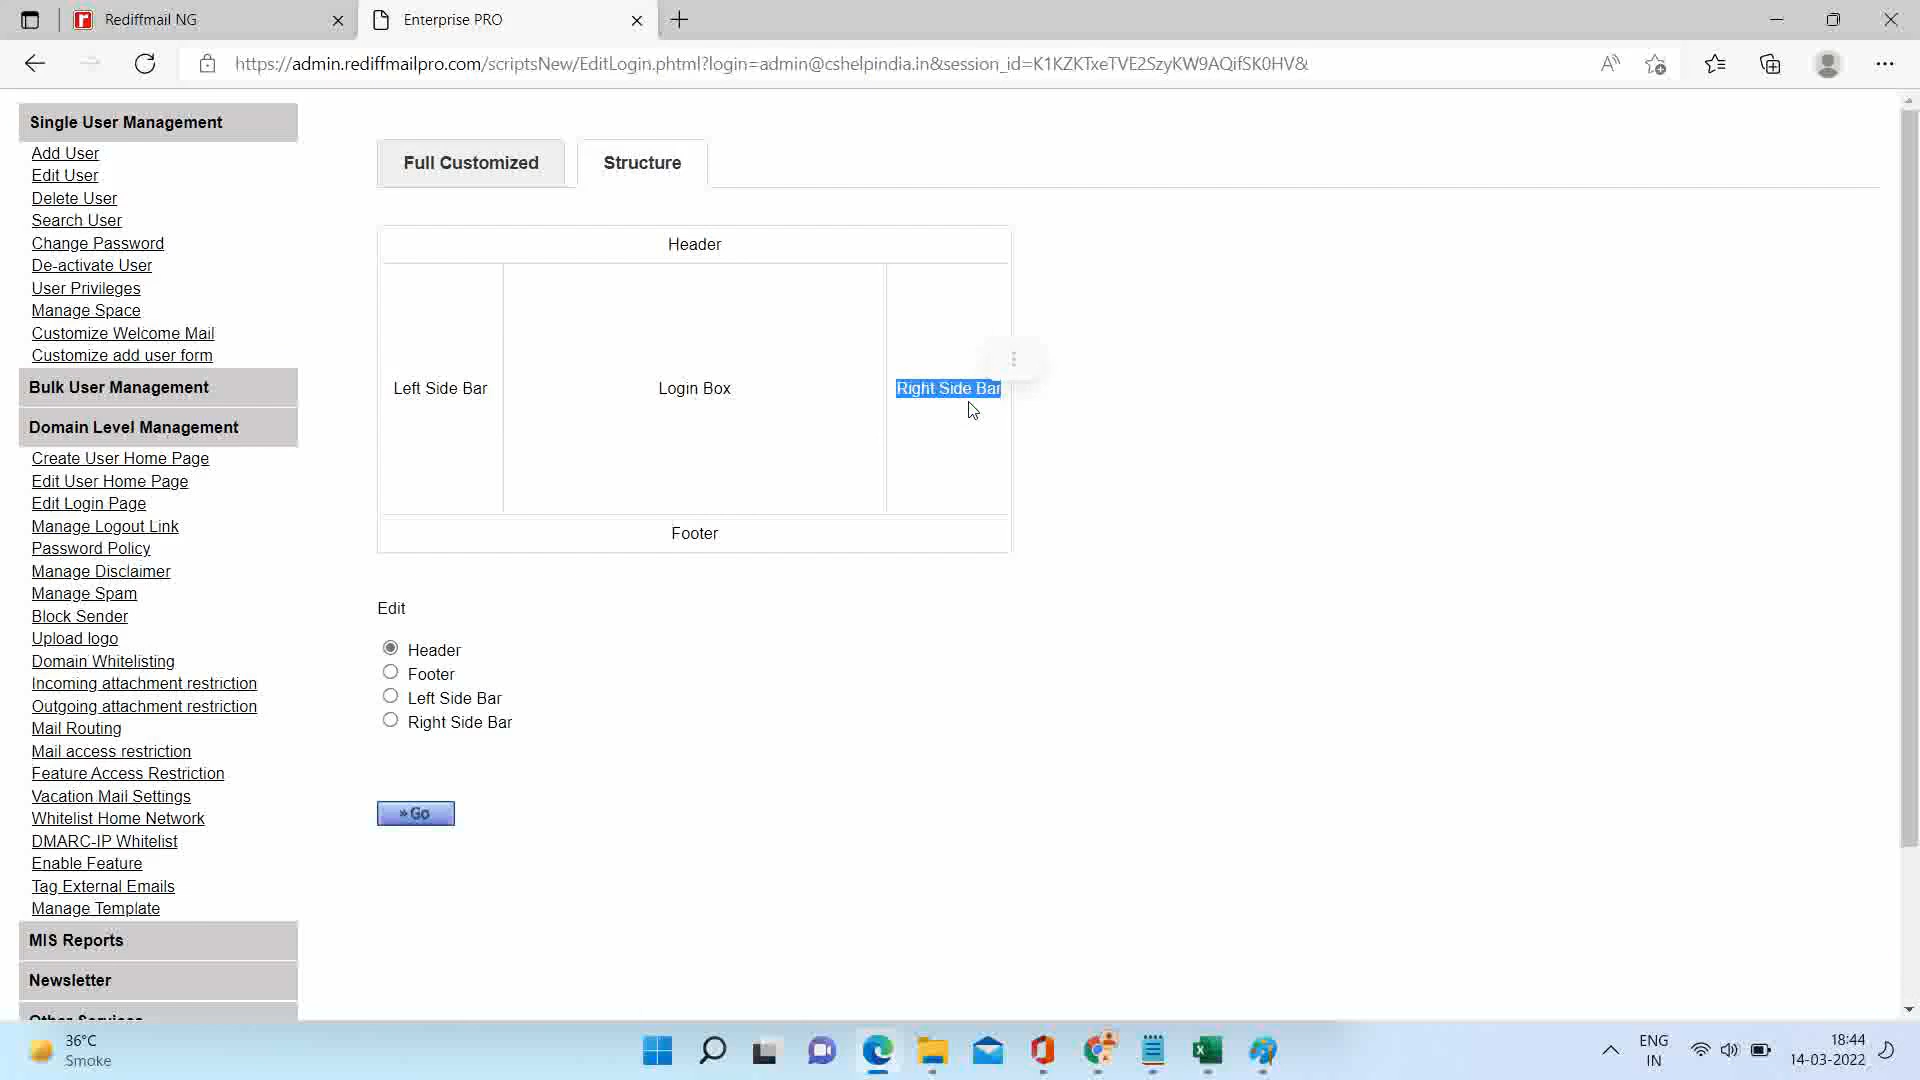 Rediffmail NG
Enterprise PRO
https://admin.rediffmailpro.com/scriptsNew/EditLogin.phtml?login=admin@cshelpindia.in&session_id=K1KZKTxeTVE2SzyKW9AQifSK0HV&
Single User Management
Add User
Edit User
Delete User
Search User
Change Password
De-activate User
User Privileges
Manage Space
Customize Welcome Mail
Customize add user form
Bulk User Management
Domain Level Management
Create User Home Page
Edit User Home Page
Edit Login Page
Manage Logout Link
Password Policy
Manage Disclaimer
Manage Spam
Block Sender
Upload logo
Domain Whitelisting
Incoming attachment restriction
Outgoing attachment restriction
Mail Routing
Mail access restriction
Feature Access Restriction
Vacation Mail Settings
Whitelist Home Network
DMARC-IP Whitelist
Enable Feature
Tag External Emails
Manage Template
MIS Reports
Newsletter
Other Services
Full Customized
Structure
Header
Left Side Bar
Login Box
Right Side Bar
Footer
Edit
Header
Footer
Left Side Bar
Right Side Bar
» Go
36°C
Smoke
ENG
IN
18:44
14-03-2022